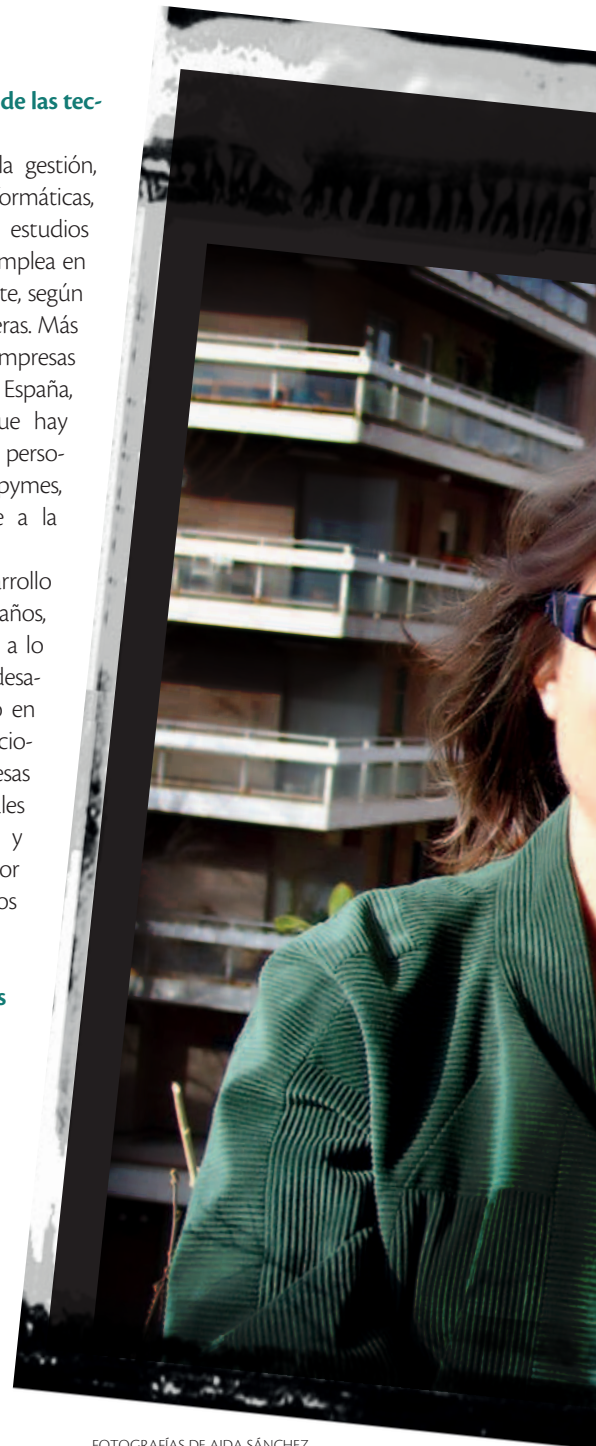 de las tec-
la gestión,
ormáticas,
estudios
mplea en
te, según
eras. Más
mpresas
España,
ue hay
perso-
pymes,
e a la
arrollo
años,
a lo
desa-
o en
cio-
esas
les
y
or
os
s
FOTOGRAFÍAS DE AIDA SÁNCHEZ